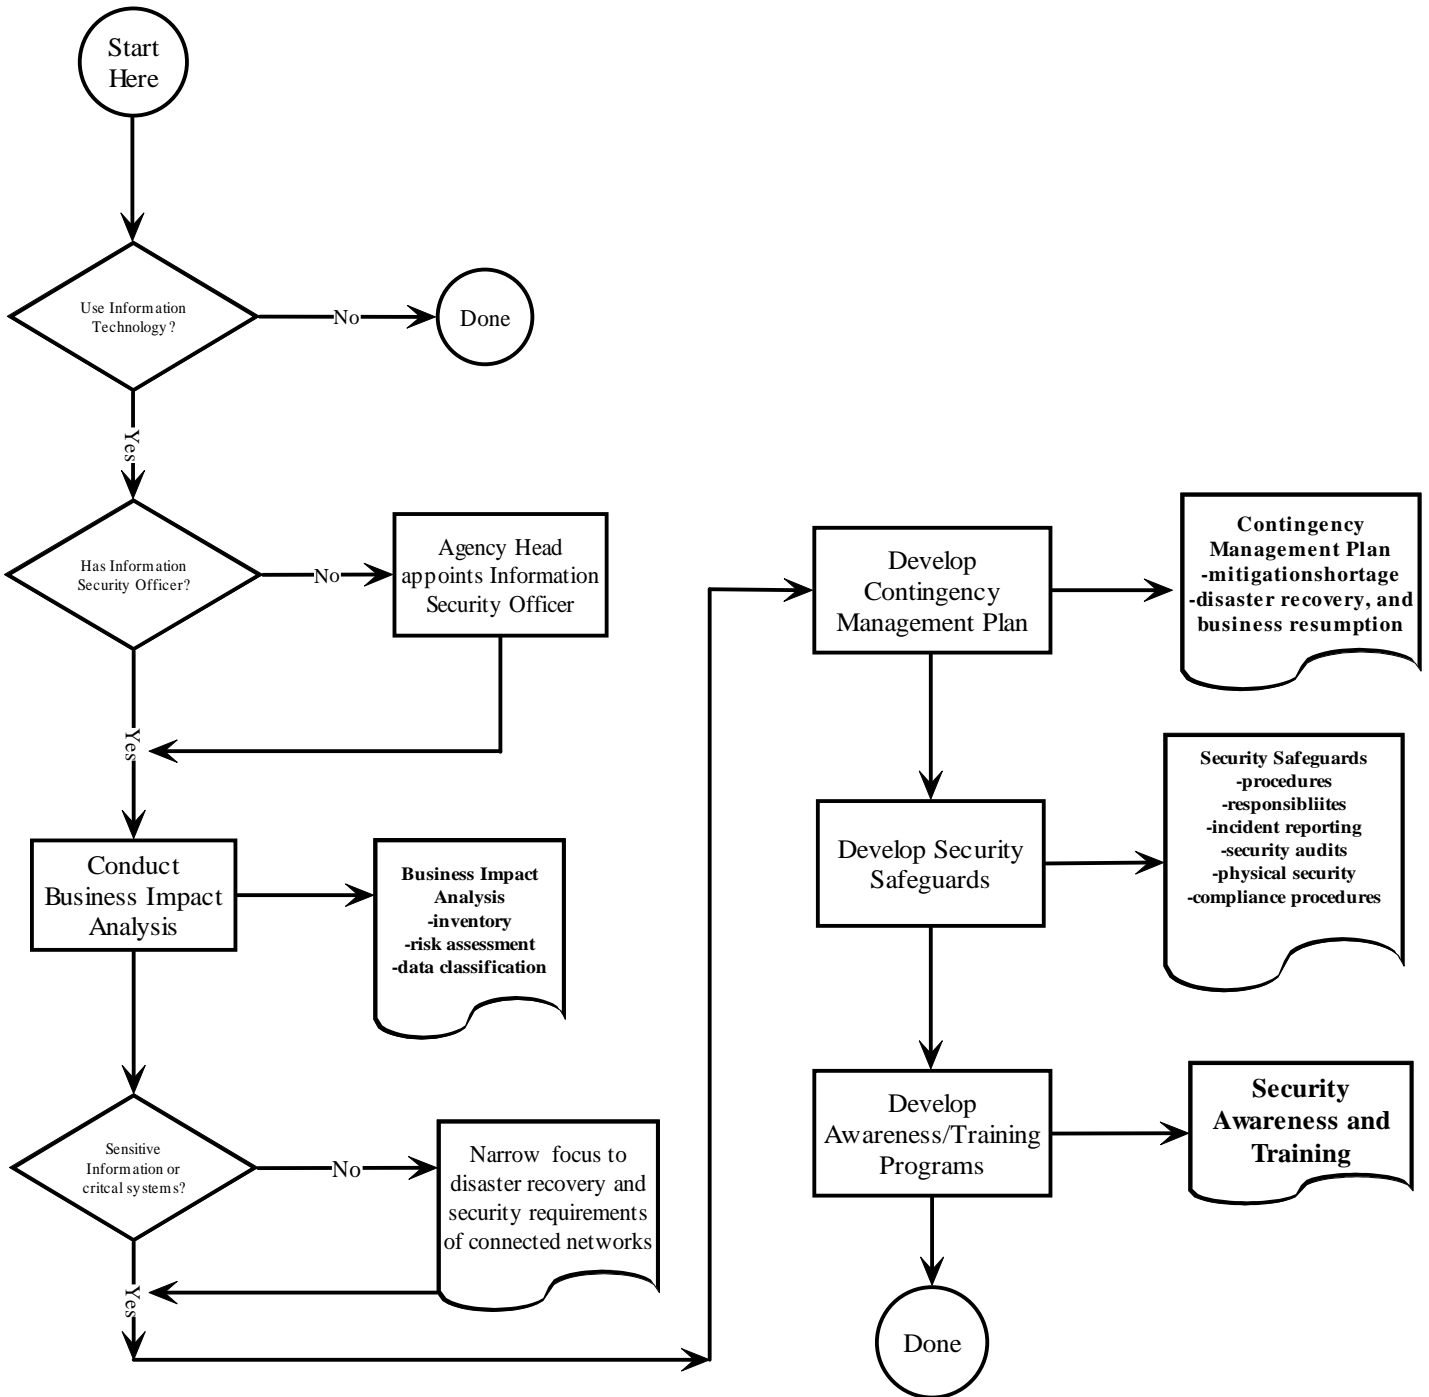 Start
Here
Use Information
Technology?
No
Done
Yes
Has Information
Security Officer?
No
Agency Head
appoints Information
Security Officer
Yes
Conduct
Business Impact
Analysis
Business Impact
Analysis
-inventory
-risk assessment
-data classification
Sensitive
Information or
critcal systems?
No
Narrow focus to
disaster recovery and
security requirements
of connected networks
Yes
Develop
Contingency
Management Plan
Contingency
Management Plan
-mitigationshortage
-disaster recovery, and
business resumption
Develop Security
Safeguards
Security Safeguards
-procedures
-responsibliites
-incident reporting
-security audits
-physical security
-compliance procedures
Develop
Awareness/Training
Programs
Security
Awareness and
Training
Done